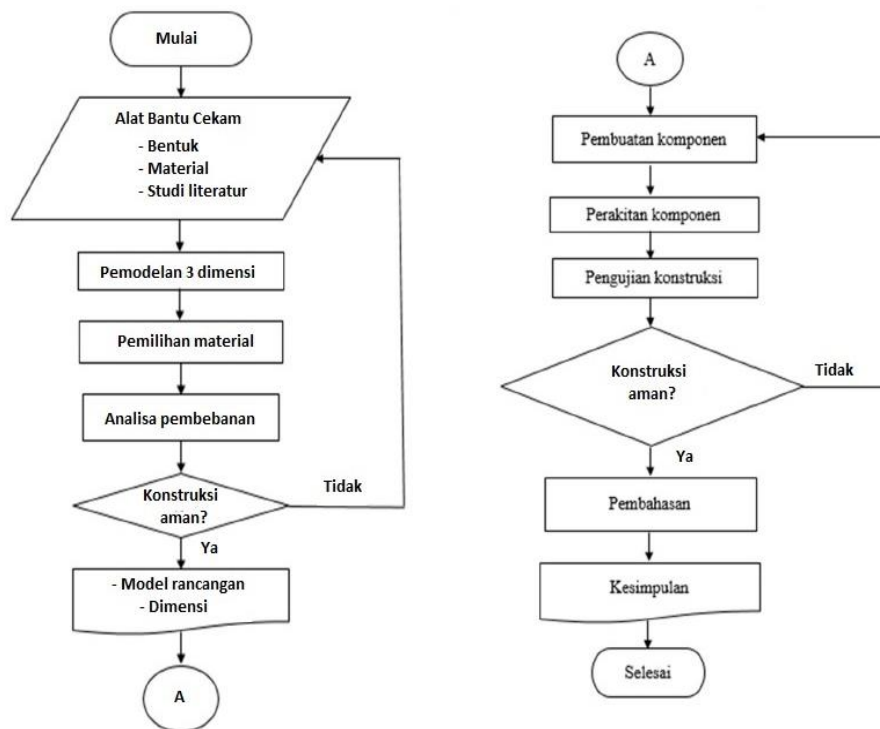 Mulai
Alat Bantu Cekam
- Bentuk
- Material
- Studi literatur
Pemodelan 3 dimensi
Pemilihan material
Analisa pembebanan
Konstruksi
aman?
Tidak
Ya
- Model rancangan
- Dimensi
A
A
Pembuatan komponen
Perakitan komponen
Pengujian konstruksi
Konstruksi
aman?
Tidak
Ya
Pembahasan
Kesimpulan
Selesai